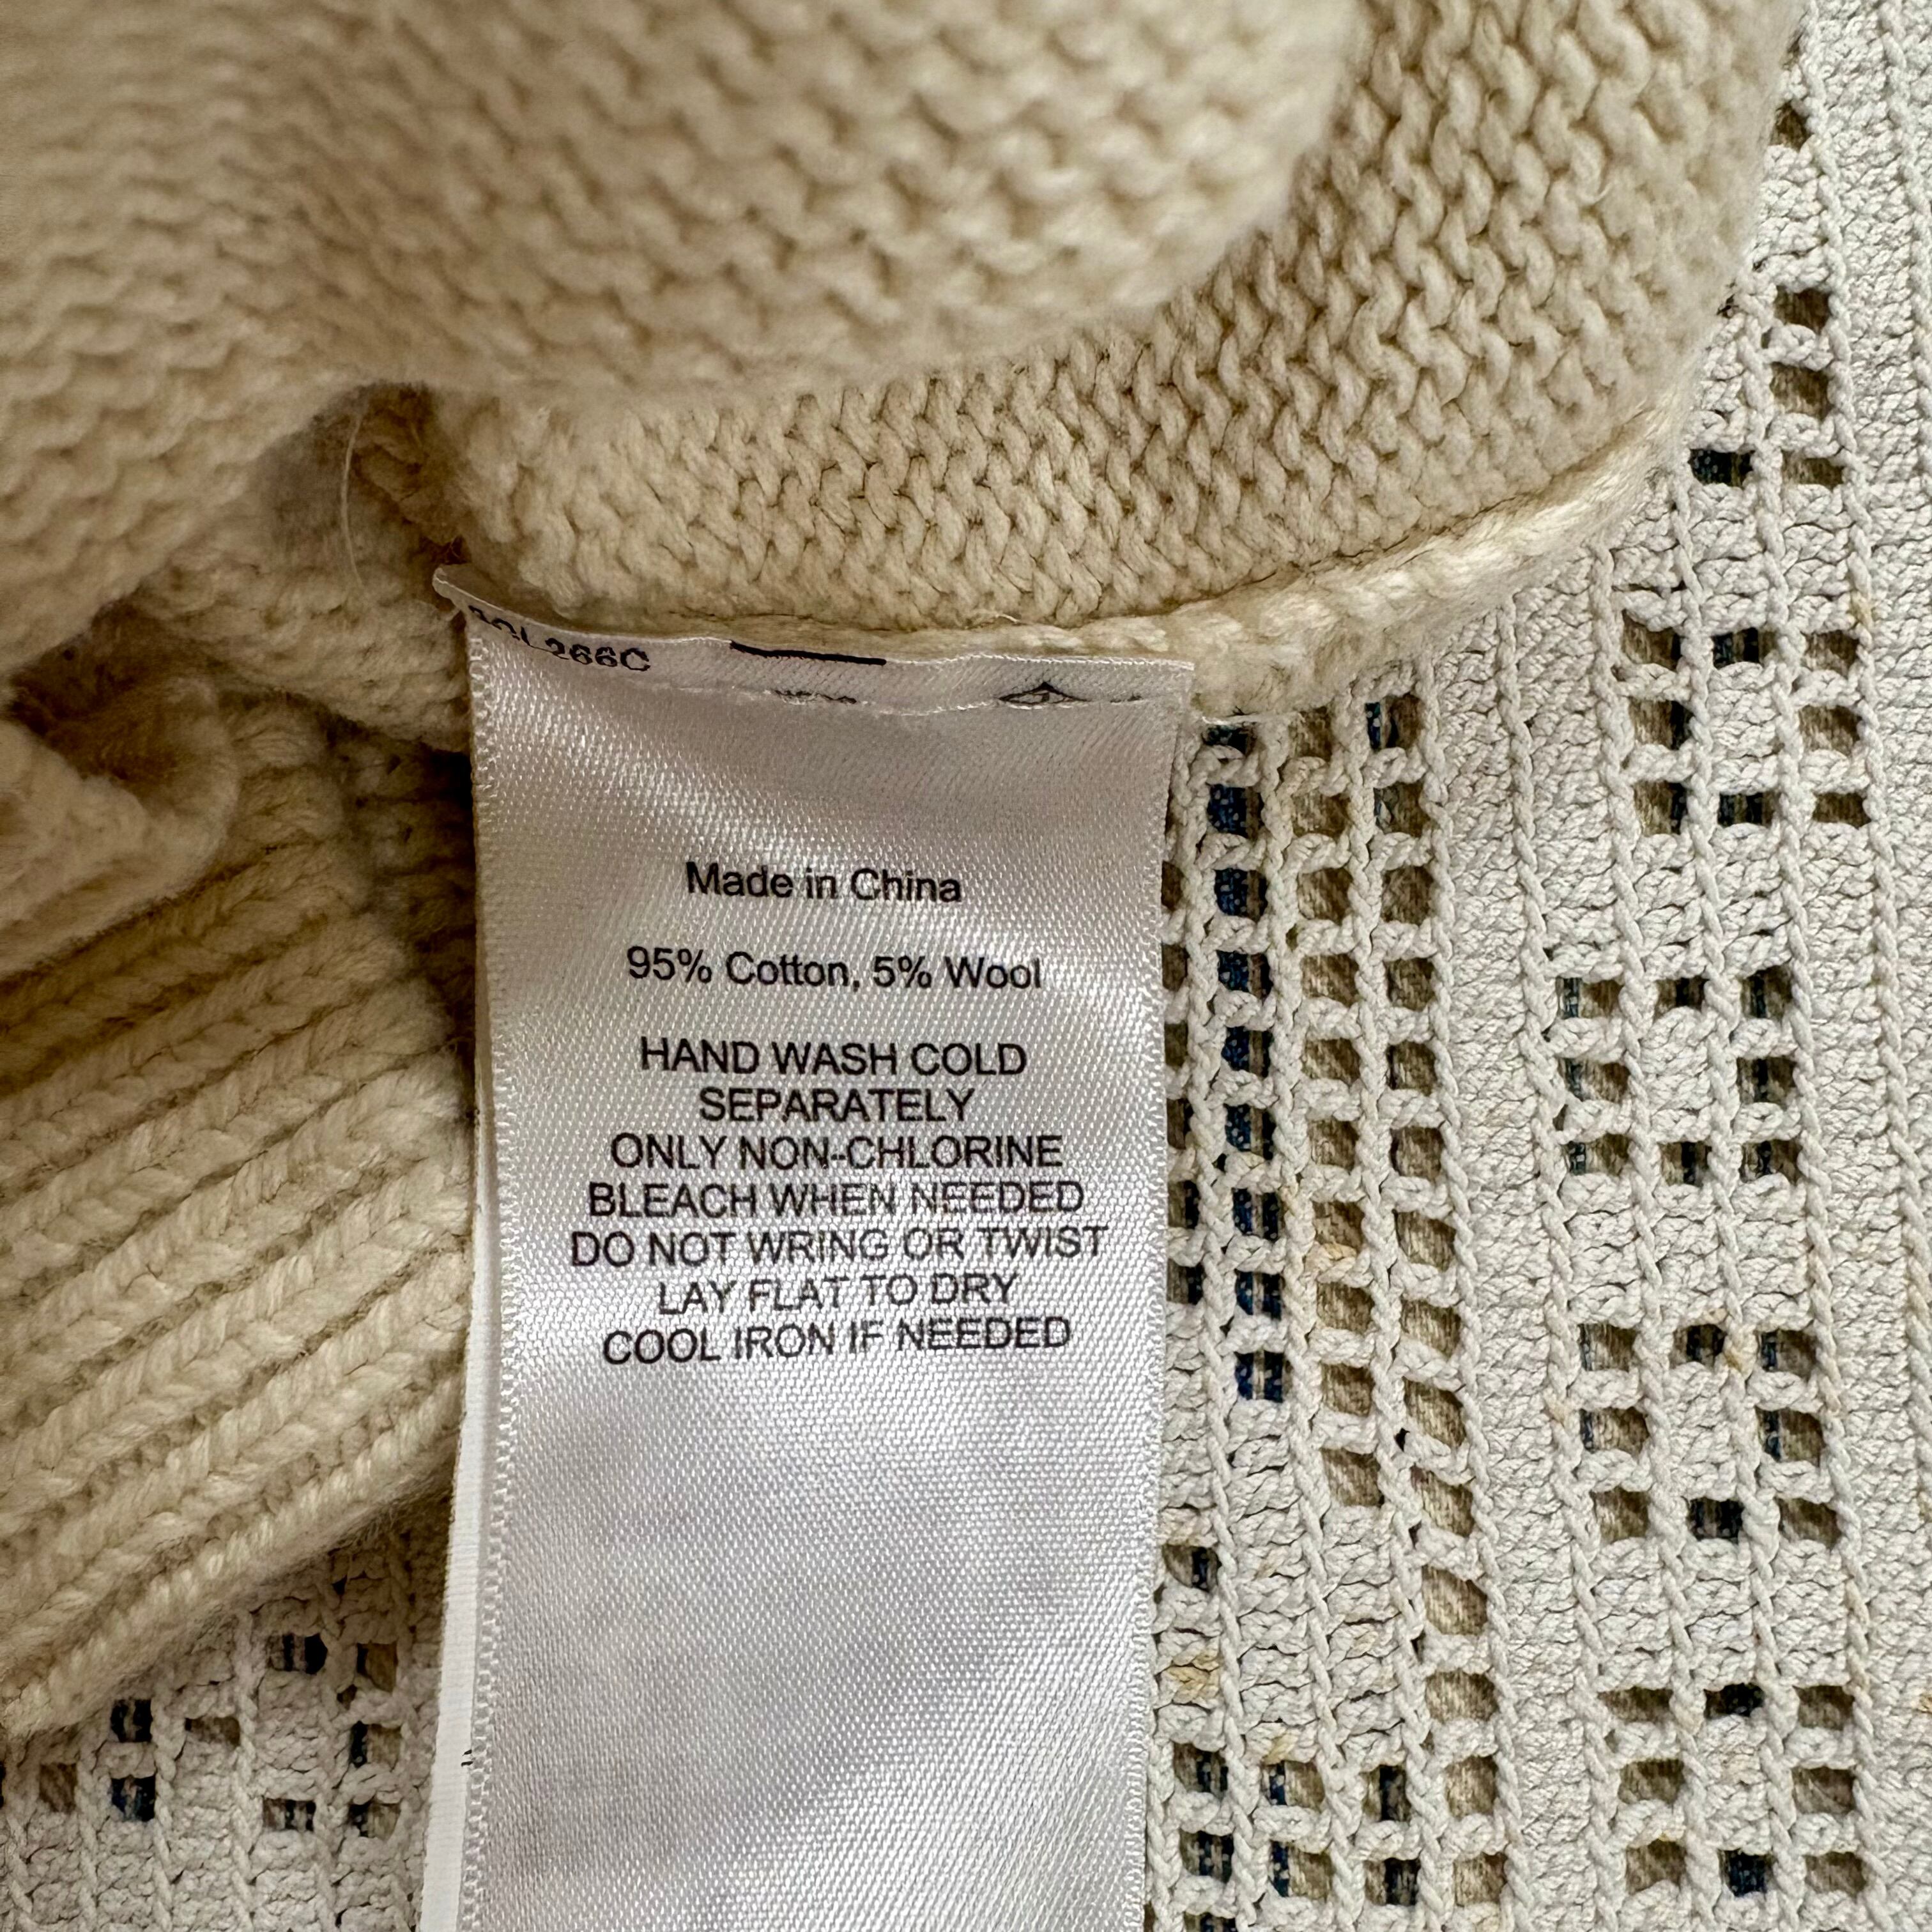 266C
Made in China
95% Cotton, 5% Wool
HAND WASH COLD
SEPARATELY
ONLY NON-CHLORINE
BLEACH WHEN NEEDED
DO NOT WRING OR TWIST
LAY FLAT TO DRY
COOL IRON IF NEEDED